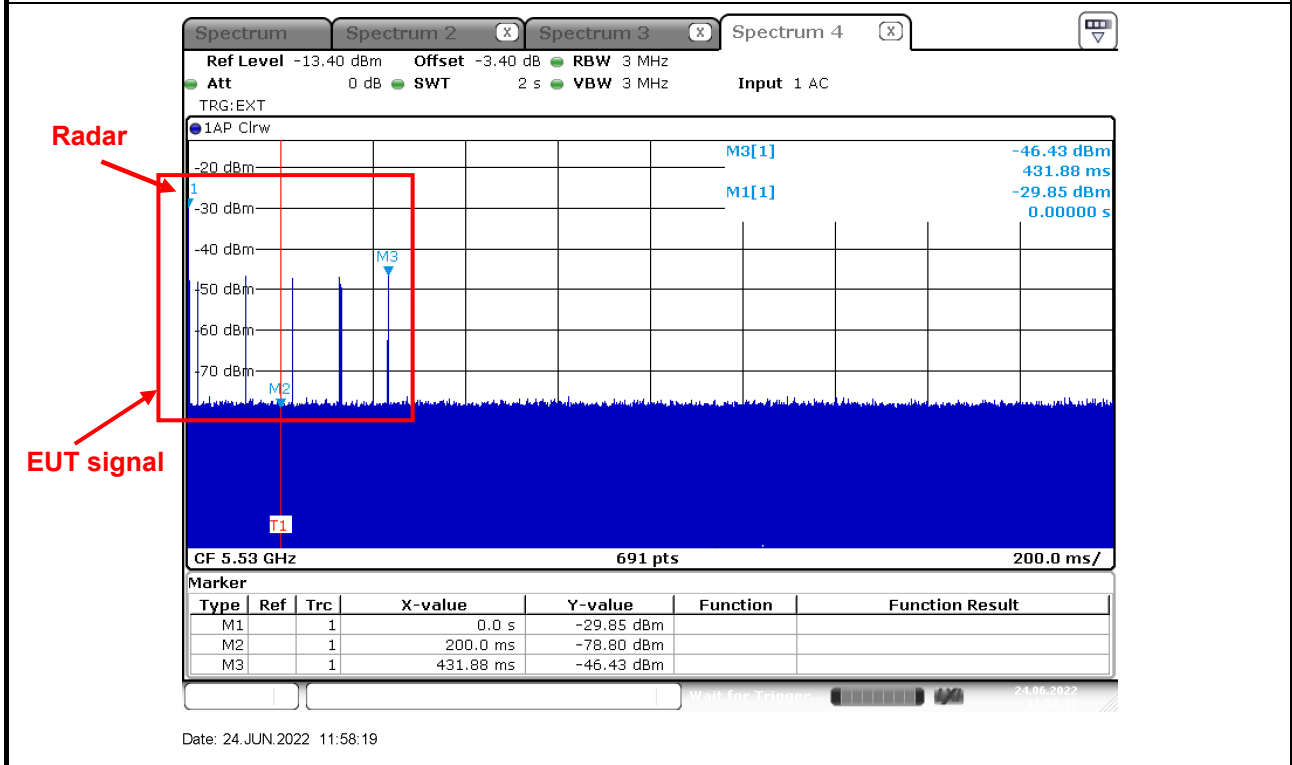 Spectrum Spectrum 2 X Spectrum 3 X Spectrum 4 X
Ref Level -13.40 dBm Offset -3.40 dB RBW 3 MHz
Att 0 dB SWT 2 s VBW 3 MHz Input 1 AC
TRG:EXT
1AP Clrw
Radar
M3[1] -46.43 dBm
431.88 ms
M1[1] -29.85 dBm
0.00000 s
-20 dBm
1
-30 dBm
-40 dBm
M3
-50 dBm
-60 dBm
-70 dBm
M2
EUT signal
T1
CF 5.53 GHz 691 pts 200.0 ms/
Marker
Type Ref Trc X-value Y-value Function Function Result
M1 1 0.0 s -29.85 dBm
M2 1 200.0 ms -78.80 dBm
M3 1 431.88 ms -46.43 dBm
Wait for Trigger... 24.06.2022
Date: 24.JUN.2022 11:58:19